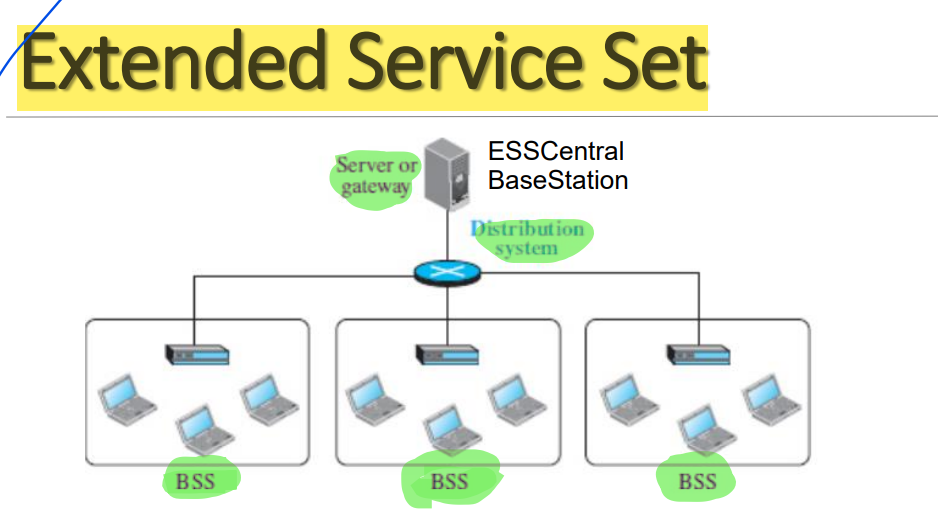 Extended Service Set
Server or
gateway
ESSCentral
BaseStation
Distribution
system
BSS
BSS
BSS